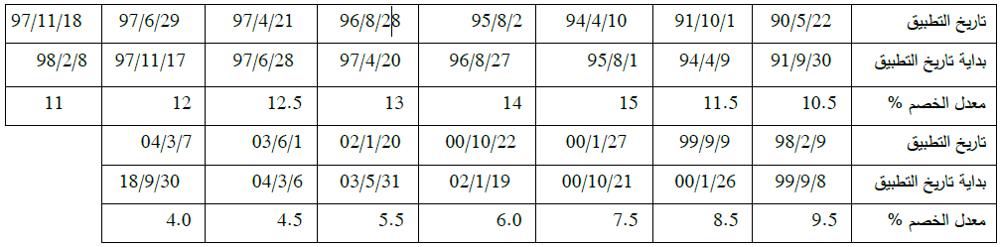 تاريخ التطبيق 90/5/22 91/10/1 94/4/10 95/8/2 96/8/28 97/4/21 97/6/29 97/11/18
بداية تاريخ التطبيق 91/9/30 94/4/9 95/8/1 96/8/27 97/4/20 97/6/28 97/11/17 98/2/8
معدل الخصم % 10.5 11.5 15 14 13 12.5 12 11
تاريخ التطبيق 98/2/9 99/9/9 00/1/27 00/10/22 02/1/20 03/6/1 04/3/7
بداية تاريخ التطبيق 99/9/8 00/1/26 00/10/21 02/1/19 03/5/31 04/3/6 18/9/30
معدل الخصم % 9.5 8.5 7.5 6.0 5.5 4.5 4.0